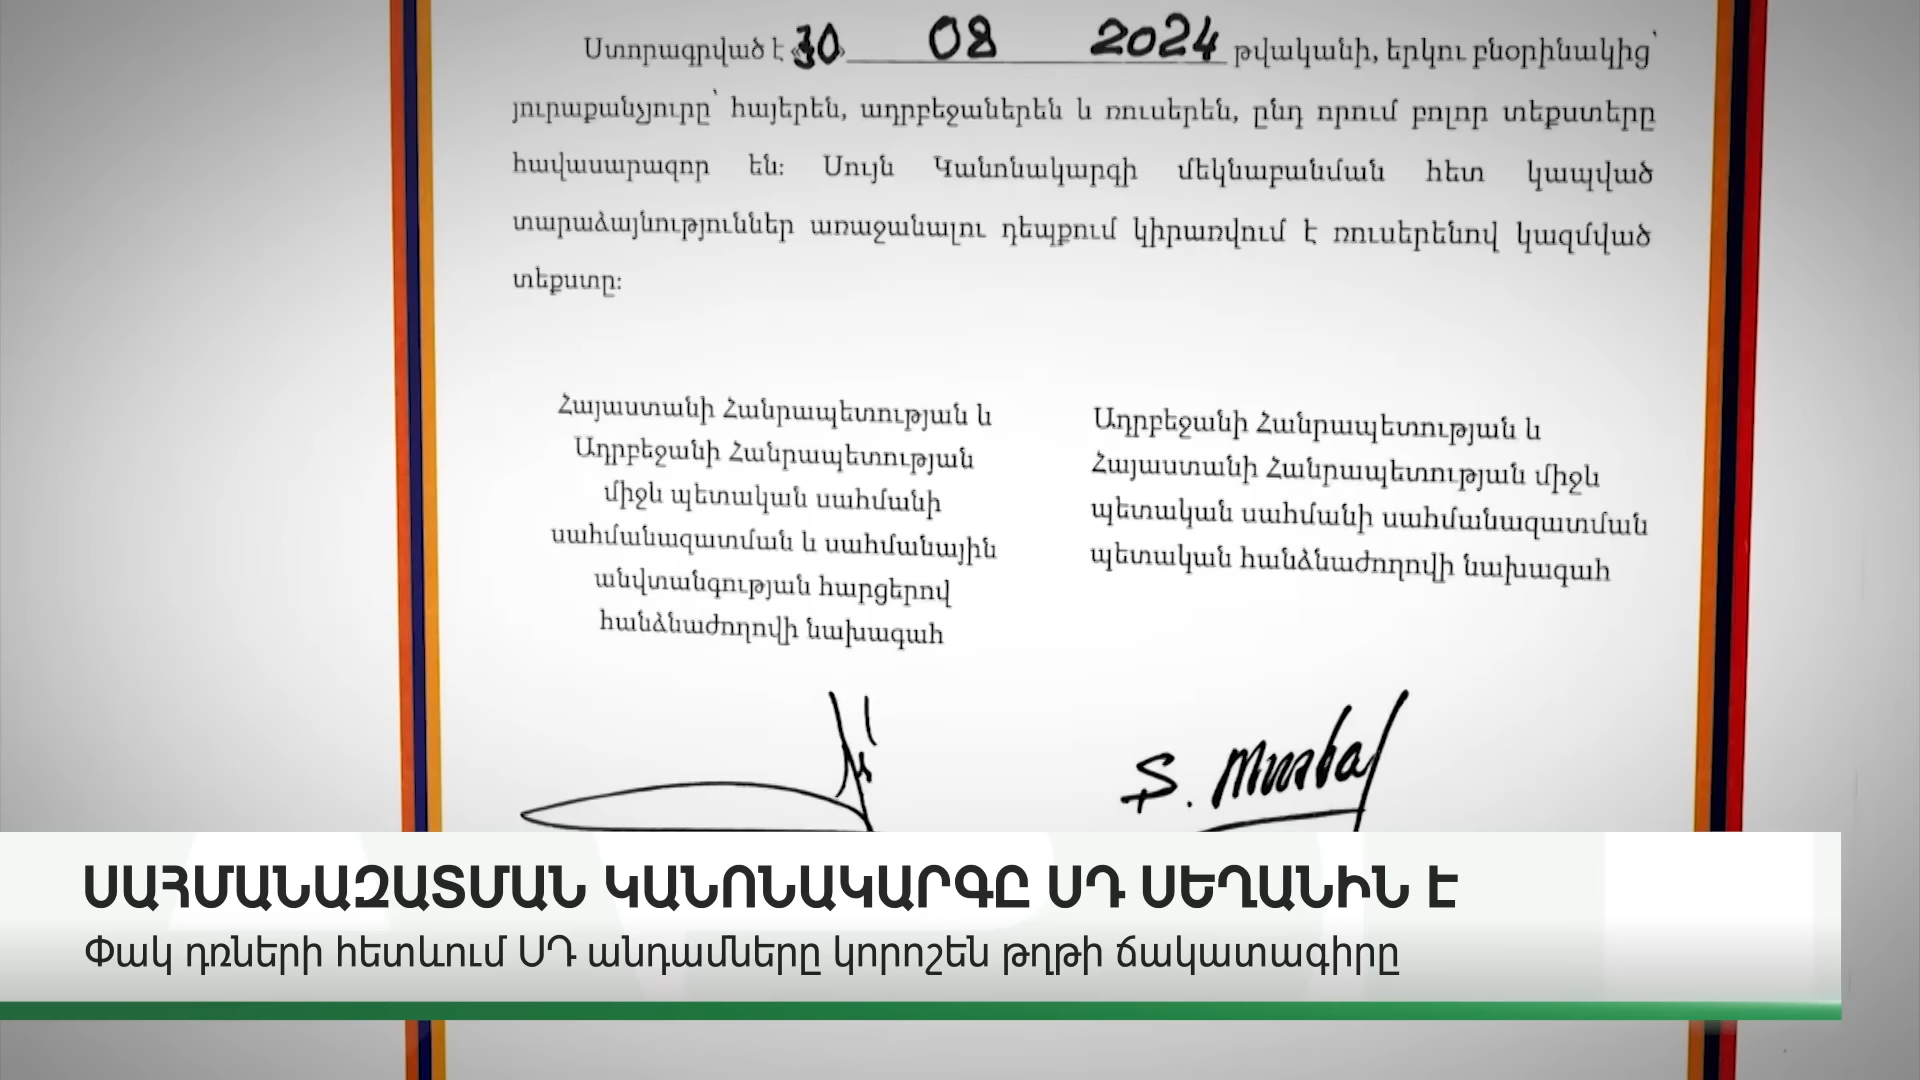 Ստորագրված է «30» 08 2024 թվականի, երկու բնօրինակից՝
յուրաքանչյուրը՝ հայերեն, ադրբեջաներեն և ռուսերեն, ընդ որում բոլոր տեքստերը
հավասարազոր են: Սույն Կանոնակարգի մեկնաբանման հետ կապված
տարաձայնություններ առաջանալու դեպքում կիրառվում է ռուսերենով կազմված
տեքստը:
Հայաստանի Հանրապետության և
Ադրբեջանի Հանրապետության
միջև պետական սահմանի
սահմանազատման և սահմանային
անվտանգության հարցերով
հանձնաժողովի նախագահ
Ադրբեջանի Հանրապետության և
Հայաստանի Հանրապետության միջև
պետական սահմանի սահմանազատման
պետական հանձնաժողովի նախագահ
ՍԱՀՄԱՆԱԶԱՏՄԱՆ ԿԱՆՈՆԱԿԱՐԳԸ ՍԴ ՍԵՂԱՆԻՆ Է
Փակ դռների հետևում ՍԴ անդամները կորոշեն թղթի ճակատագիրը